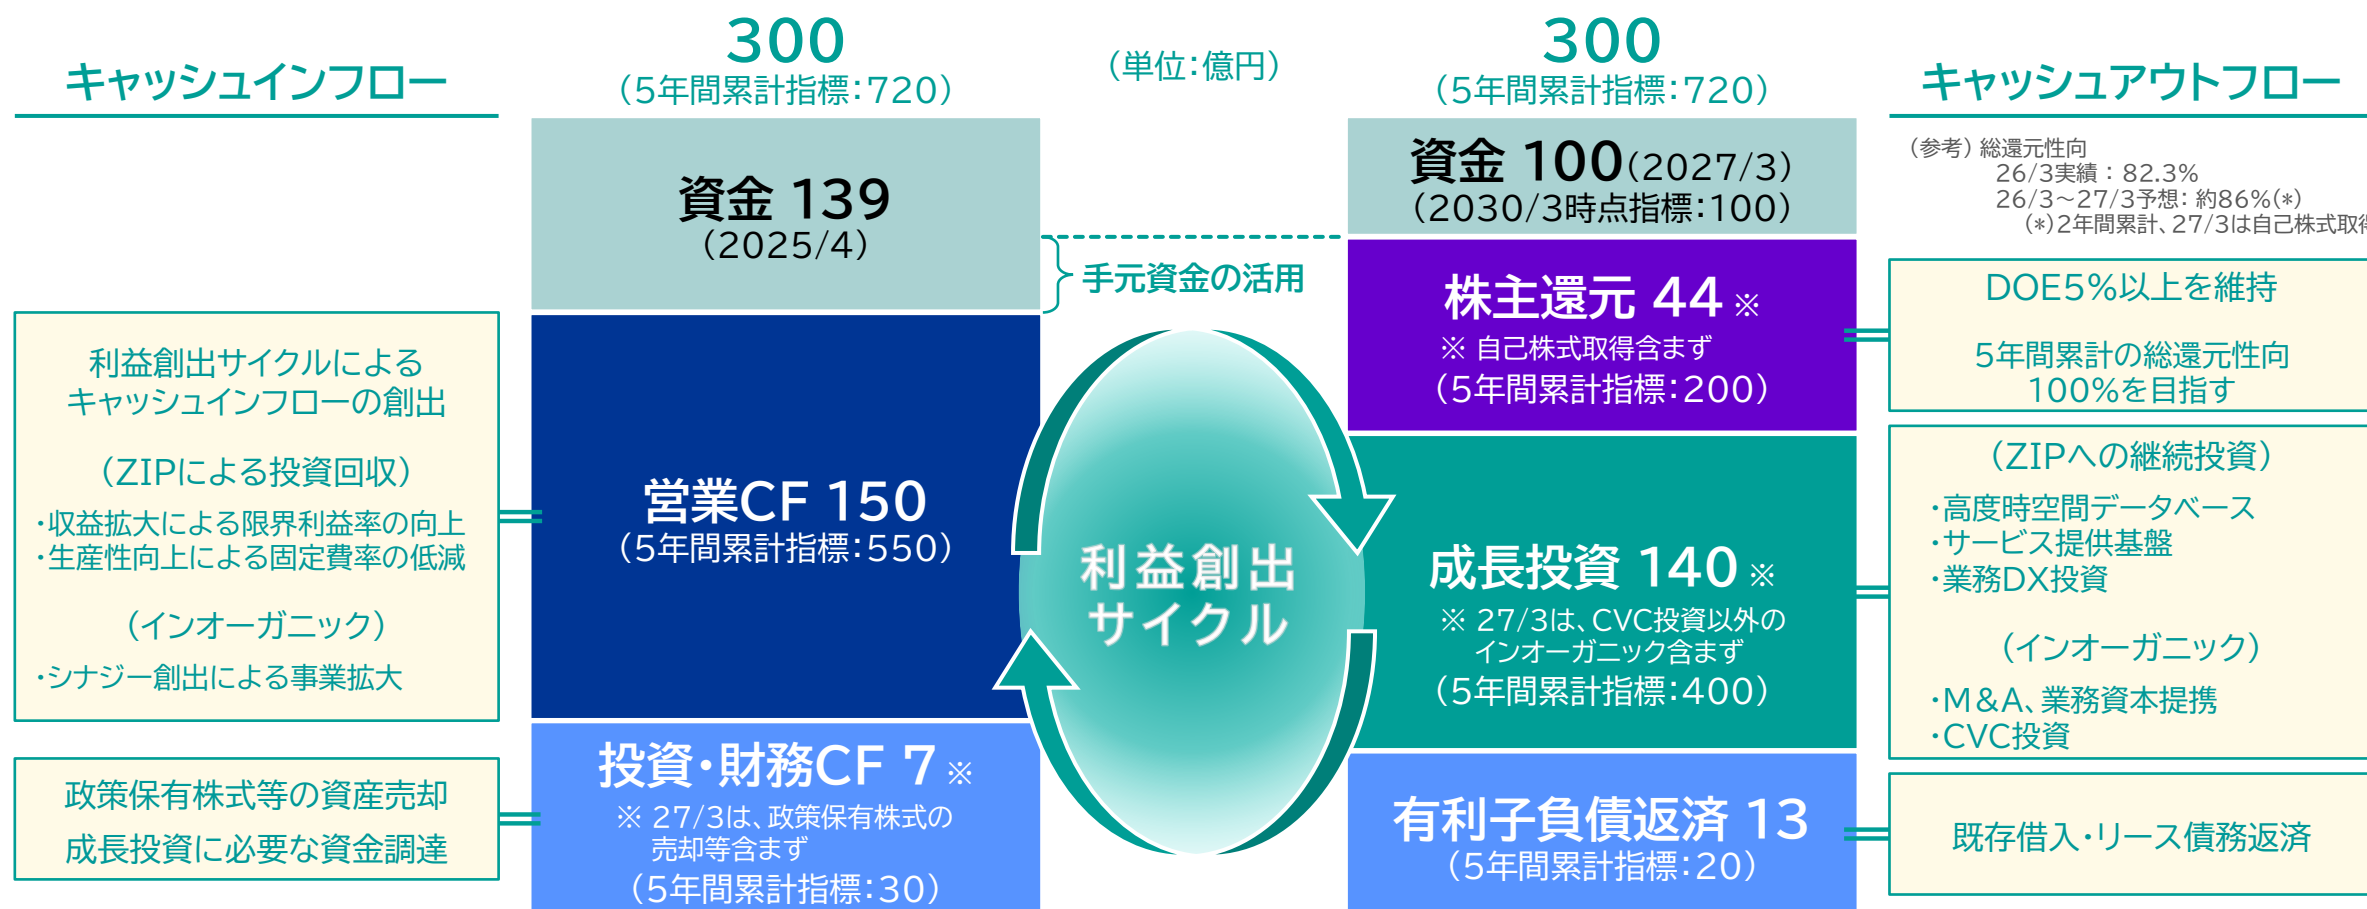 300
(5年間累計指標:720)
キャッシュインフロー
(単位:億円)
300
(5年間累計指標:720)
キャッシュアウトフロー
資金 139
(2025/4)
利益創出サイクルによる
キャッシュインフローの創出
(ZIPによる投資回収)
・収益拡大による限界利益率の向上
・生産性向上による固定費率の低減
(インオーガニック)
・シナジー創出による事業拡大
営業CF 150
(5年間累計指標:550)
政策保有株式等の資産売却
成長投資に必要な資金調達
投資・財務CF 7※
※ 27/3は、政策保有株式の
売却等含まず
(5年間累計指標:30)
手元資金の活用
利益創出
サイクル
資金 100(2027/3)
(2030/3時点指標:100)
株主還元 44※
※ 自己株式取得含まず
(5年間累計指標:200)
成長投資 140※
※ 27/3は、CVC投資以外の
インオーガニック含まず
(5年間累計指標:400)
有利子負債返済 13
(5年間累計指標:20)
(参考) 総還元性向
26/3実績 : 82.3%
26/3~27/3予想: 約86%(*)
(*)2年間累計、27/3は自己株式取
DOE5%以上を維持
5年間累計の総還元性向
100%を目指す
(ZIPへの継続投資)
・高度時空間データベース
・サービス提供基盤
・業務DX投資
(インオーガニック)
・M&A、業務資本提携
・CVC投資
既存借入・リース債務返済